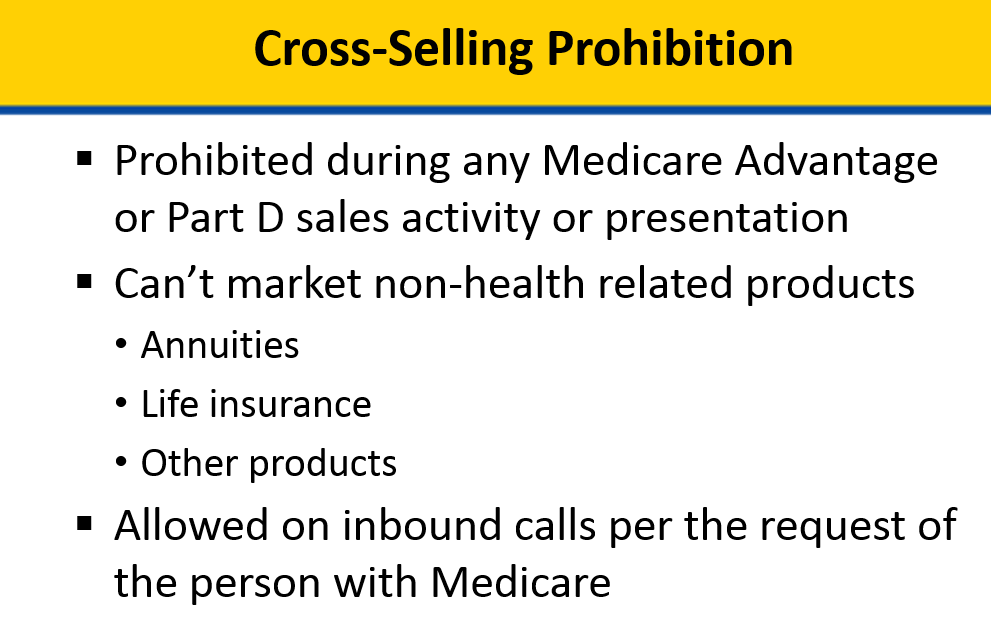 Cross-Selling Prohibition
▪ Prohibited during any Medicare Advantage
or Part D sales activity or presentation
▪ Can’t market non-health related products
• Annuities
• Life insurance
• Other products
▪ Allowed on inbound calls per the request of
the person with Medicare